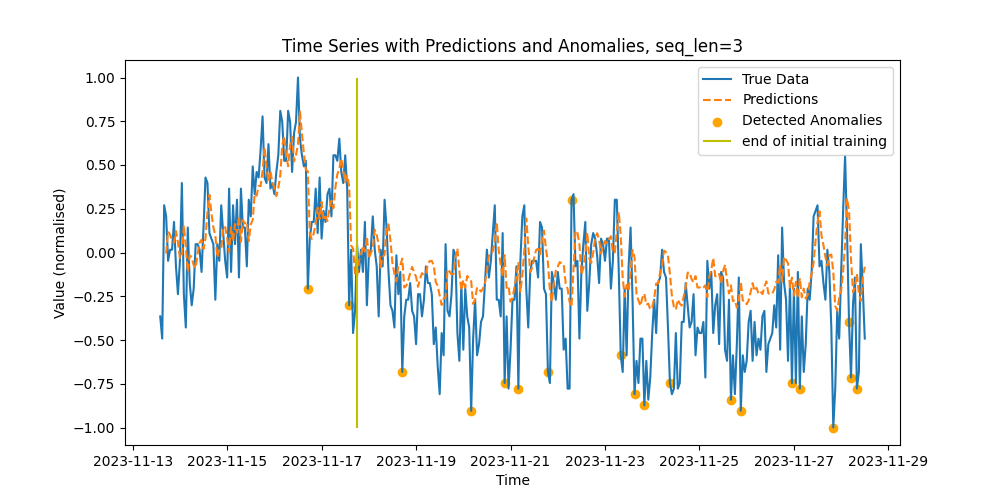 Time Series with Predictions and Anomalies, seq_len=3
True Data
Predictions
Detected Anomalies
end of initial training
Value (normalised)
1.00
0.75
0.50
0.25
0.00
−0.25
−0.50
−0.75
−1.00
2023-11-13 2023-11-15 2023-11-17 2023-11-19 2023-11-21 2023-11-23 2023-11-25 2023-11-27 2023-11-29
Time